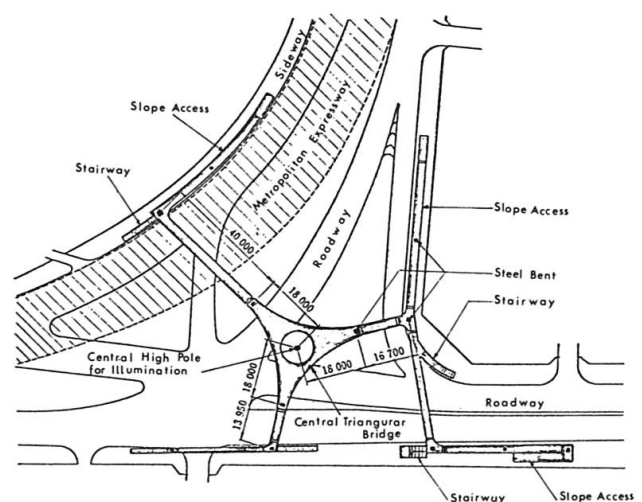 Sideway
Slope Access
Metropolitan Expressway
Stairway
Roadway
Slope Access
40 000
18 000
Steel Bent
Stairway
Central High Pole
for Illumination
18 000
16 700
18 000
13 950
Roadway
Central Triangurar
Bridge
Stairway
Slope Access